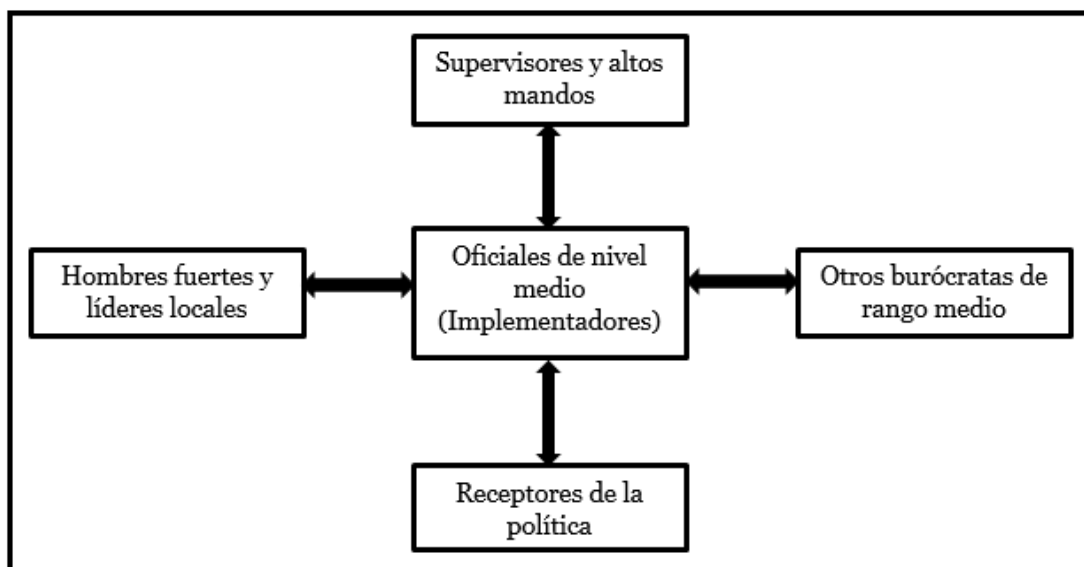 Supervisores y altos
mandos
Hombres fuertes y
líderes locales
Oficiales de nivel
medio
(Implementadores)
Otros burócratas de
rango medio
Receptores de la
política